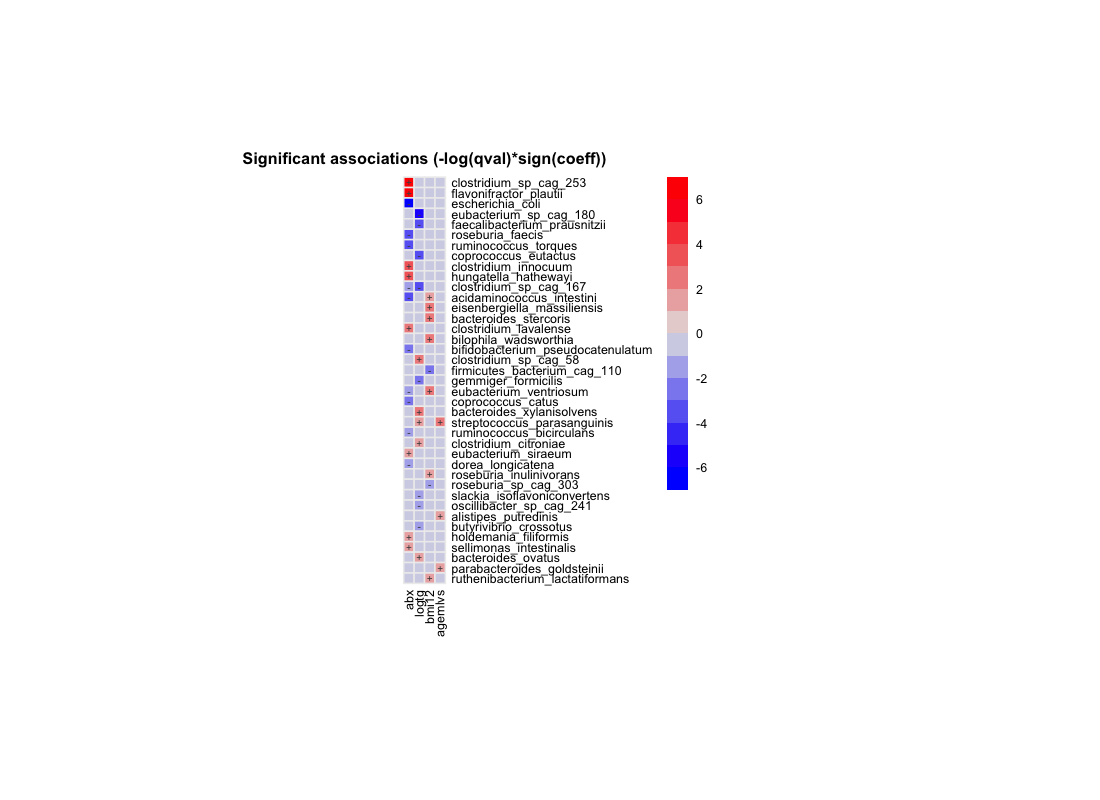 Significant associations (-log(qval)*sign(coeff))
clostridium_sp_cag_253
flavonifractor_plautii
escherichia_coli
eubacterium_sp_cag_180
faecalibacterium_prausnitzii
roseburia_faecis
ruminococcus_torques
coprococcus_eutactus
clostridium_innocuum
hungatella_hathewayi
clostridium_sp_cag_167
acidaminococcus_intestini
eisenbergiella_massiliensis
bacteroides_stercoris
clostridium_lavalense
bilophila_wadsworthia
bifidobacterium_pseudocatenulatum
clostridium_sp_cag_58
firmicutes_bacterium_cag_110
gemmiger_formicilis
eubacterium_ventriosum
coprococcus_catus
bacteroides_xylanisolvens
streptococcus_parasanguinis
ruminococcus_bicirculans
clostridium_citroniae
eubacterium_siraeum
dorea_longicatena
roseburia_inulinivorans
roseburia_sp_cag_303
slackia_isoflavoniconvertens
oscillibacter_sp_cag_241
alistipes_putredinis
butyrivibrio_crossotus
holdemania_filiformis
sellimonas_intestinalis
bacteroides_ovatus
parabacteroides_goldsteinii
ruthenibacterium_lactatiformans
abx
logtg
bmi12
agemlvs
6
4
2
0
-2
-4
-6